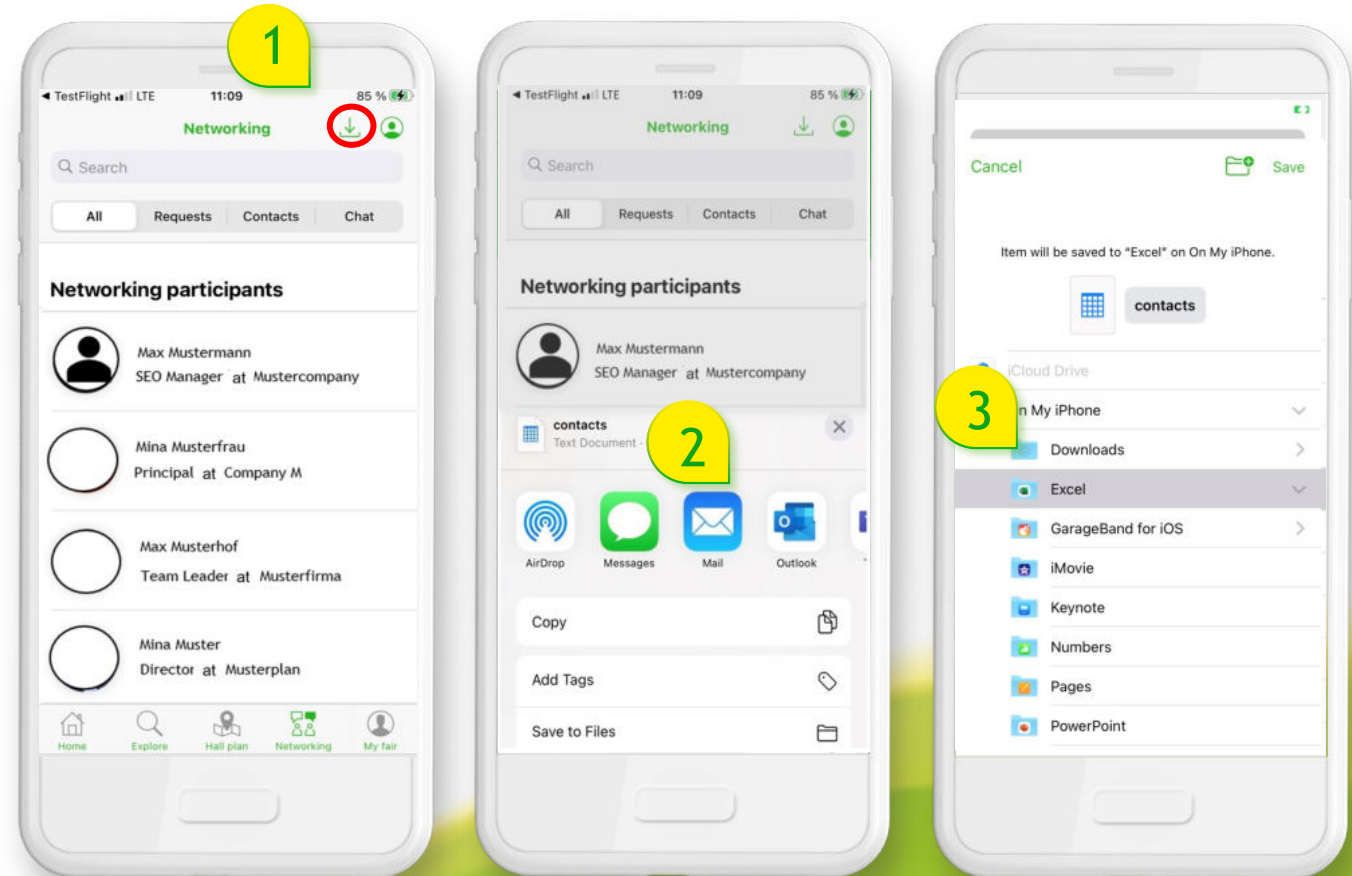 1
TestFlight LTE 11:09 85 %
Networking
Search
All Requests Contacts Chat
Networking participants
Max Mustermann
SEO Manager at Mustercompany
Mina Musterfrau
Principal at Company M
Max Musterhof
Team Leader at Musterfirma
Mina Muster
Director at Musterplan
Home Explore Hall plan Networking My fair
TestFlight LTE 11:09 85 %
Networking
Search
All Requests Contacts Chat
Networking participants
Max Mustermann
SEO Manager at Mustercompany
contacts
Text Document ·
2
AirDrop Messages Mail Outlook
Copy
Add Tags
Save to Files
Cancel Save
Item will be saved to "Excel" on On My iPhone.
contacts
iCloud Drive
3
n My iPhone
Downloads
Excel
GarageBand for iOS
iMovie
Keynote
Numbers
Pages
PowerPoint